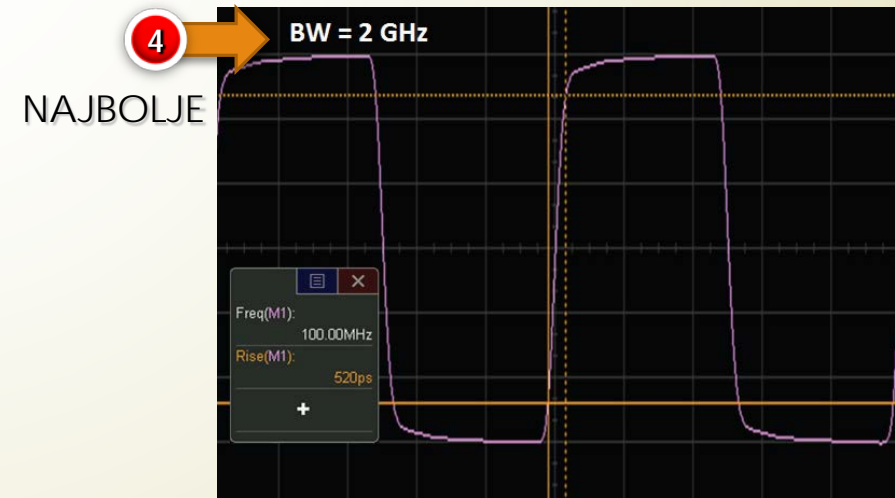 4
BW = 2 GHz
NAJBOLJE
Freq(M1):
100.00MHz
Rise(M1):
520ps
+